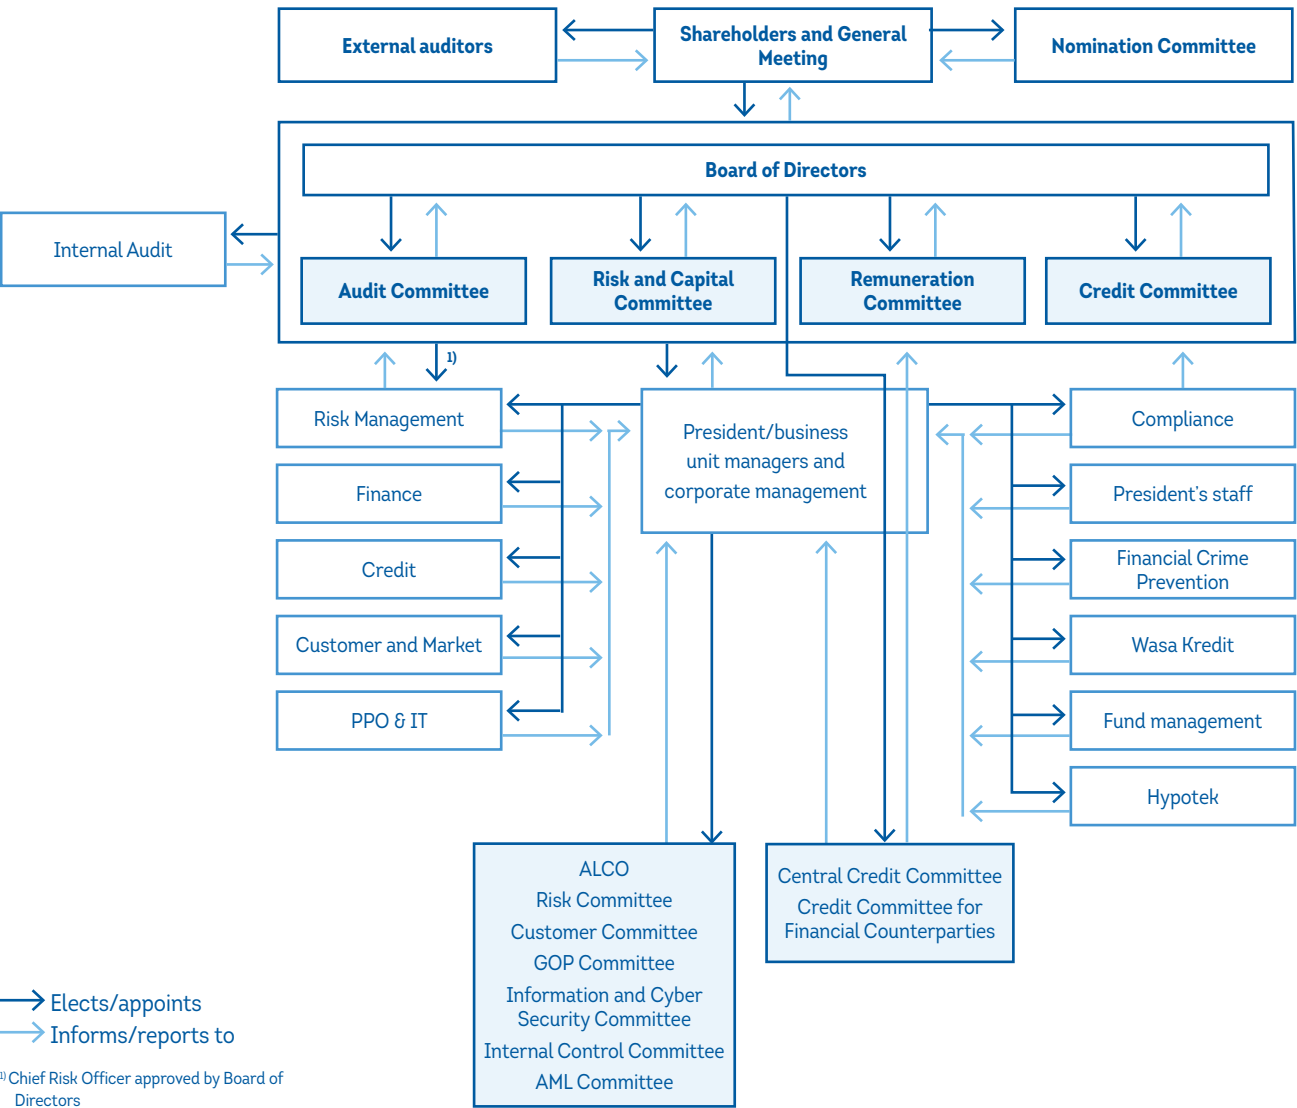 External auditors
Shareholders and General
Meeting
Nomination Committee
Board of Directors
Internal Audit
Audit Committee
Risk and Capital
Committee
Remuneration
Committee
Credit Committee
1)
Risk Management
Finance
Credit
Customer and Market
PPO & IT
President/business
unit managers and
corporate management
Compliance
President's staff
Financial Crime
Prevention
Wasa Kredit
Fund management
Hypotek
ALCO
Risk Committee
Customer Committee
GOP Committee
Information and Cyber
Security Committee
Internal Control Committee
AML Committee
Central Credit Committee
Credit Committee for
Financial Counterparties
Elects/appoints
Informs/reports to
1) Chief Risk Officer approved by Board of
Directors